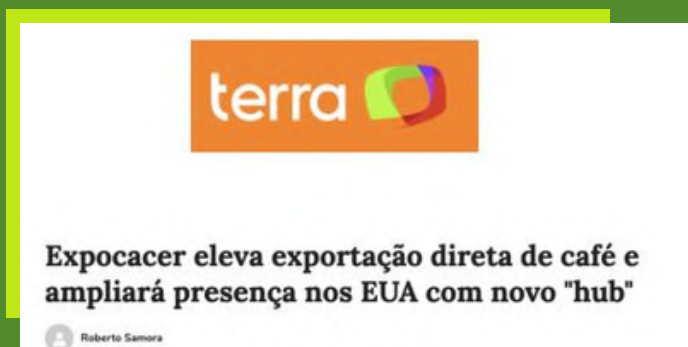 terra
Expocacer eleva exportação direta de café e
ampliará presença nos EUA com novo "hub"
Roberto Samora